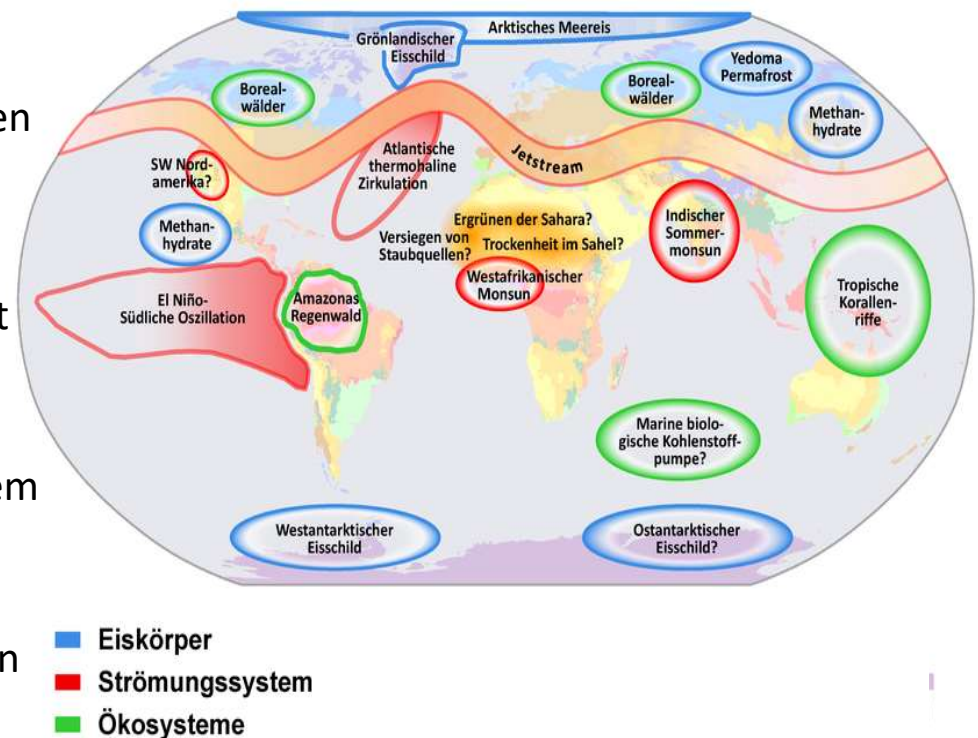 Arktisches Meereis
Grönlandischer
Eisschild
Yedoma
Permafrost
Boreal-
wälder
Boreal-
wälder
Methan-
hydrate
en
Atlantische
thermohaline
Zirkulation
Jetstream
SW Nord-
amerika?
Methan-
hydrate
Ergrünen der Sahara?
Versiegen von
Staubquellen?
Trockenheit im Sahel?
Indischer
Sommer-
monsun
Westafrikanischer
Monsun
Tropische
Korallen-
riffe
El Niño-
Südliche Oszillation
Amazonas
Regenwald
t
Marine biolo-
gische Kohlenstoff-
pumpe?
em
Westantarktischer
Eisschild
Ostantarktischer
Eisschild?
n
Eiskörper
Strömungssystem
Ökosysteme